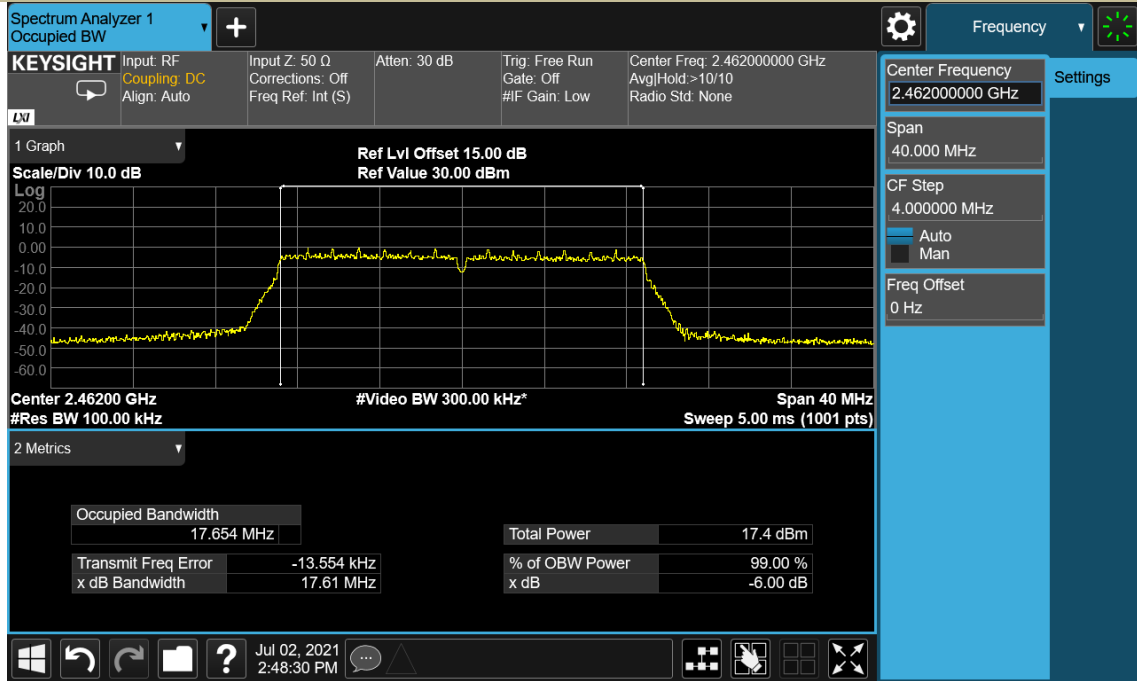 Spectrum Analyzer 1
Occupied BW
Frequency
KEYSIGHT
LXI
Input: RF
Coupling: DC
Align: Auto
Input Z: 50 Ω
Corrections: Off
Freq Ref: Int (S)
Atten: 30 dB
Trig: Free Run
Gate: Off
#IF Gain: Low
Center Freq: 2.462000000 GHz
Avg|Hold:>10/10
Radio Std: None
Center Frequency
2.462000000 GHz
Settings
Span
40.000 MHz
CF Step
4.000000 MHz
Auto
Man
Freq Offset
0 Hz
1 Graph
Scale/Div 10.0 dB
Ref Lvl Offset 15.00 dB
Ref Value 30.00 dBm
Log
20.0
10.0
0.00
-10.0
-20.0
-30.0
-40.0
-50.0
-60.0
Center 2.46200 GHz
#Video BW 300.00 kHz*
Span 40 MHz
#Res BW 100.00 kHz
Sweep 5.00 ms (1001 pts)
2 Metrics
Occupied Bandwidth
17.654 MHz
Total Power 17.4 dBm
Transmit Freq Error -13.554 kHz
% of OBW Power 99.00 %
x dB Bandwidth 17.61 MHz
x dB -6.00 dB
?
Jul 02, 2021
2:48:30 PM